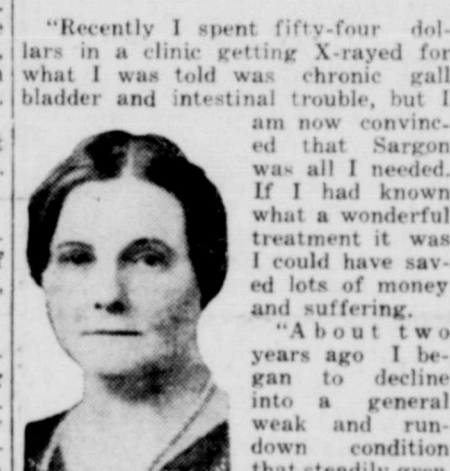 "Recently I spent fifty-four dol-
lars in a clinic getting X-rayed for
what I was told was chronic gall
bladder and intestinal trouble, but I
am now convinc-
ed that Sargon
was all I needed.
If I had known
what a wonderful
treatment it was
I could have sav-
ed lots of money
and suffering.
"About two
years ago I be-
gan to decline
into a general
weak and run-
down condition
that steadily grew